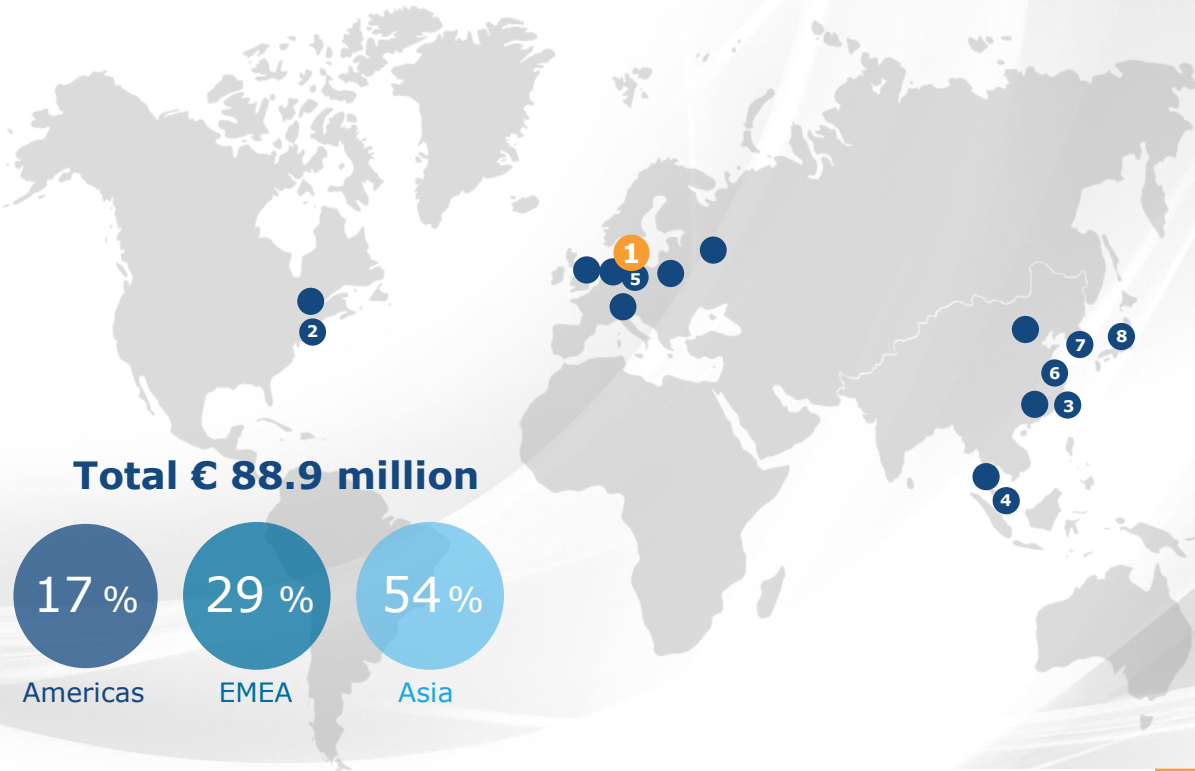 1
5
2
8
7
6
3
4
Total € 88.9 million
17 %
29 %
54 %
Americas
EMEA
Asia